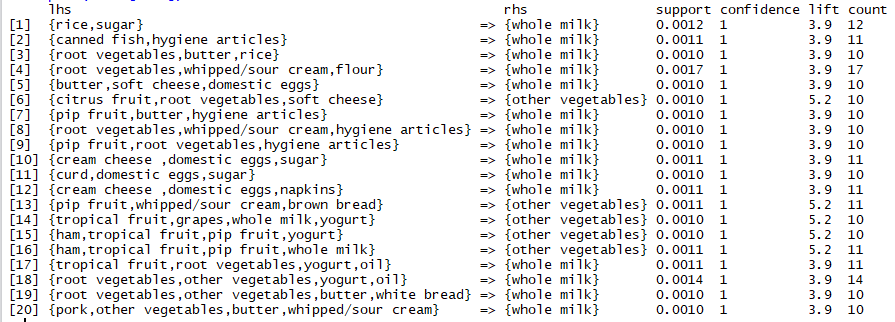 lhs rhs support confidence lift count
[1] {rice,sugar} => {whole milk} 0.0012 1 3.9 12
[2] {canned fish,hygiene articles} => {whole milk} 0.0011 1 3.9 11
[3] {root vegetables,butter,rice} => {whole milk} 0.0010 1 3.9 10
[4] {root vegetables,whipped/sour cream,flour} => {whole milk} 0.0017 1 3.9 17
[5] {butter,soft cheese,domestic eggs} => {whole milk} 0.0010 1 3.9 10
[6] {citrus fruit,root vegetables,soft cheese} => {other vegetables} 0.0010 1 5.2 10
[7] {pip fruit,butter,hygiene articles} => {whole milk} 0.0010 1 3.9 10
[8] {root vegetables,whipped/sour cream,hygiene articles} => {whole milk} 0.0010 1 3.9 10
[9] {pip fruit,root vegetables,hygiene articles} => {whole milk} 0.0010 1 3.9 10
[10] {cream cheese ,domestic eggs,sugar} => {whole milk} 0.0011 1 3.9 11
[11] {curd,domestic eggs,sugar} => {whole milk} 0.0010 1 3.9 10
[12] {cream cheese ,domestic eggs,napkins} => {whole milk} 0.0011 1 3.9 11
[13] {pip fruit,whipped/sour cream,brown bread} => {other vegetables} 0.0011 1 5.2 11
[14] {tropical fruit,grapes,whole milk,yogurt} => {other vegetables} 0.0010 1 5.2 10
[15] {ham,tropical fruit,pip fruit,yogurt} => {other vegetables} 0.0010 1 5.2 10
[16] {ham,tropical fruit,pip fruit,whole milk} => {other vegetables} 0.0011 1 5.2 11
[17] {tropical fruit,root vegetables,yogurt,oil} => {whole milk} 0.0011 1 3.9 11
[18] {root vegetables,other vegetables,yogurt,oil} => {whole milk} 0.0014 1 3.9 14
[19] {root vegetables,other vegetables,butter,white bread} => {whole milk} 0.0010 1 3.9 10
[20] {pork,other vegetables,butter,whipped/sour cream} => {whole milk} 0.0010 1 3.9 10